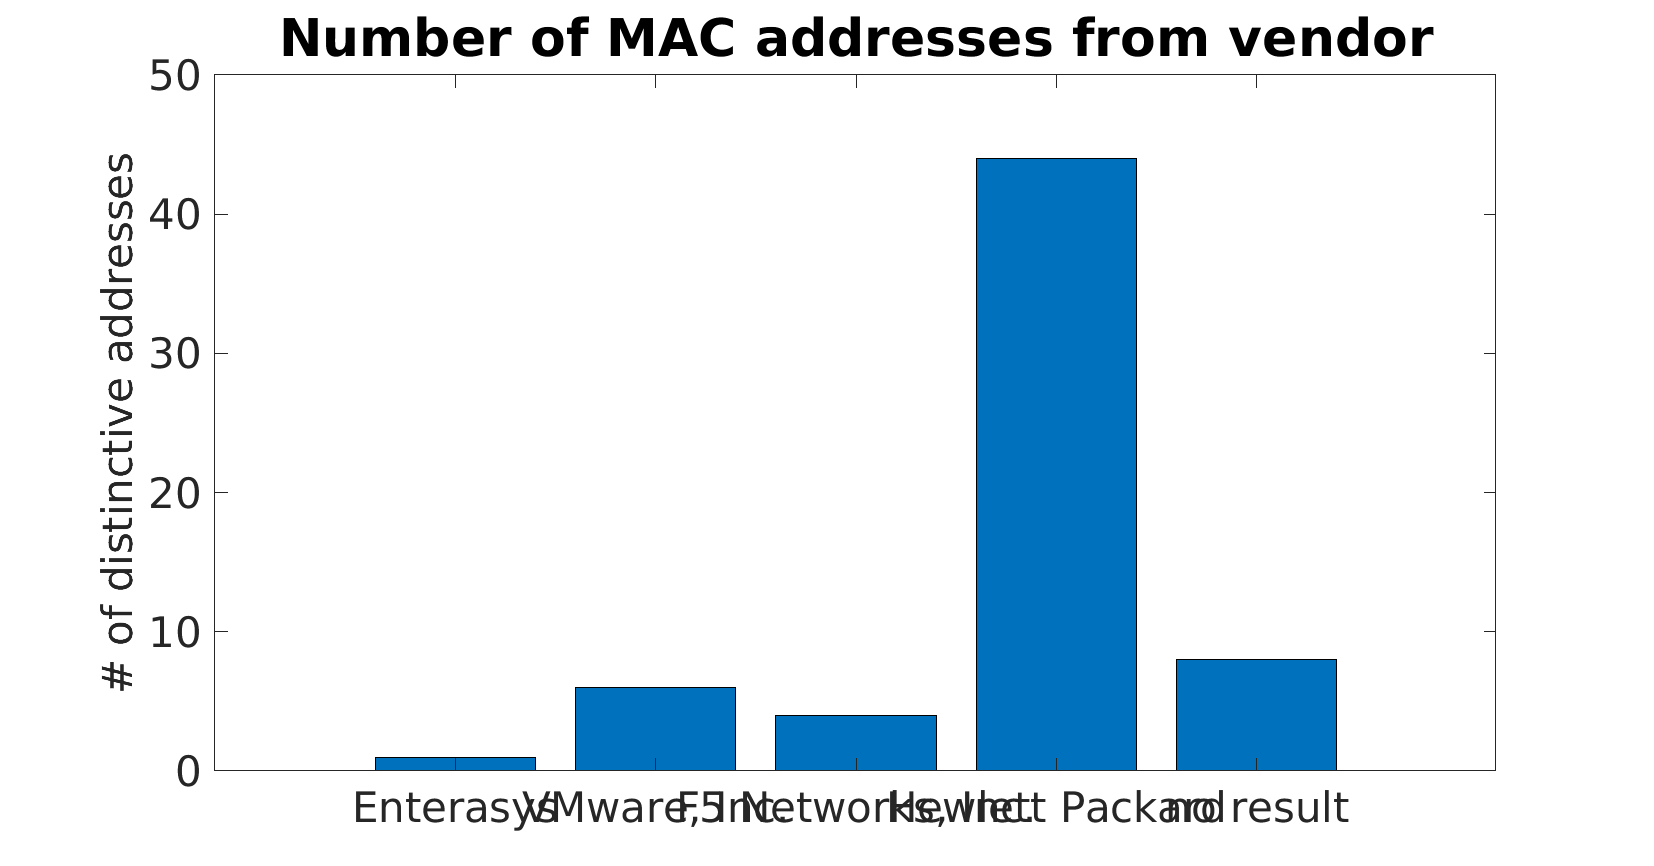 Number of MAC addresses from vendor
# of distinctive addresses
50
40
30
20
10
0
Enterasys VMware, Inc. F5 Networks, Inc. Hewlett Packard no result